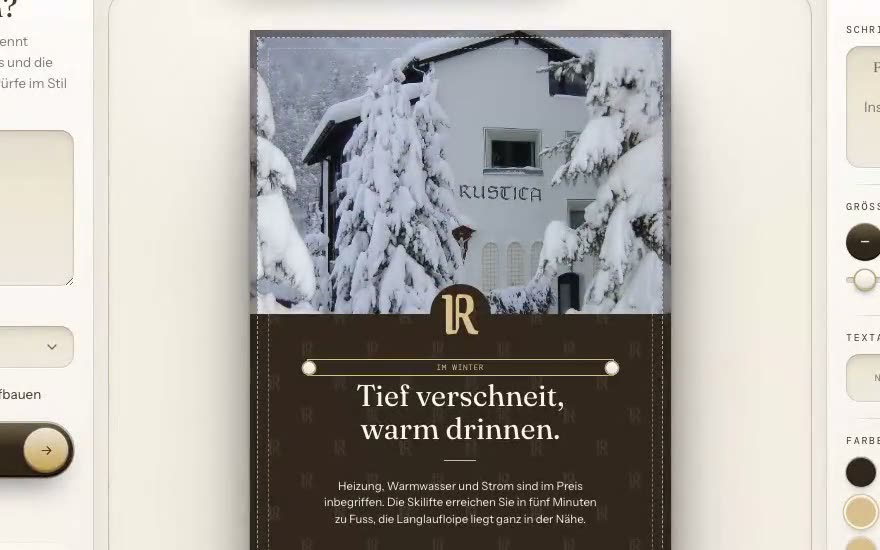 ?
ennt
s und die
ürfe im Stil
fbauen
RUSTICA
IR
IM WINTER
Tief verschneit,
warm drinnen.
Heizung, Warmwasser und Strom sind im Preis
inbegriffen. Die Skilifte erreichen Sie in fünf Minuten
zu Fuss, die Langlaufloipe liegt ganz in der Nähe.
SCHRI
F
Ins
GRÖSS
TEXTA
N
FARBE